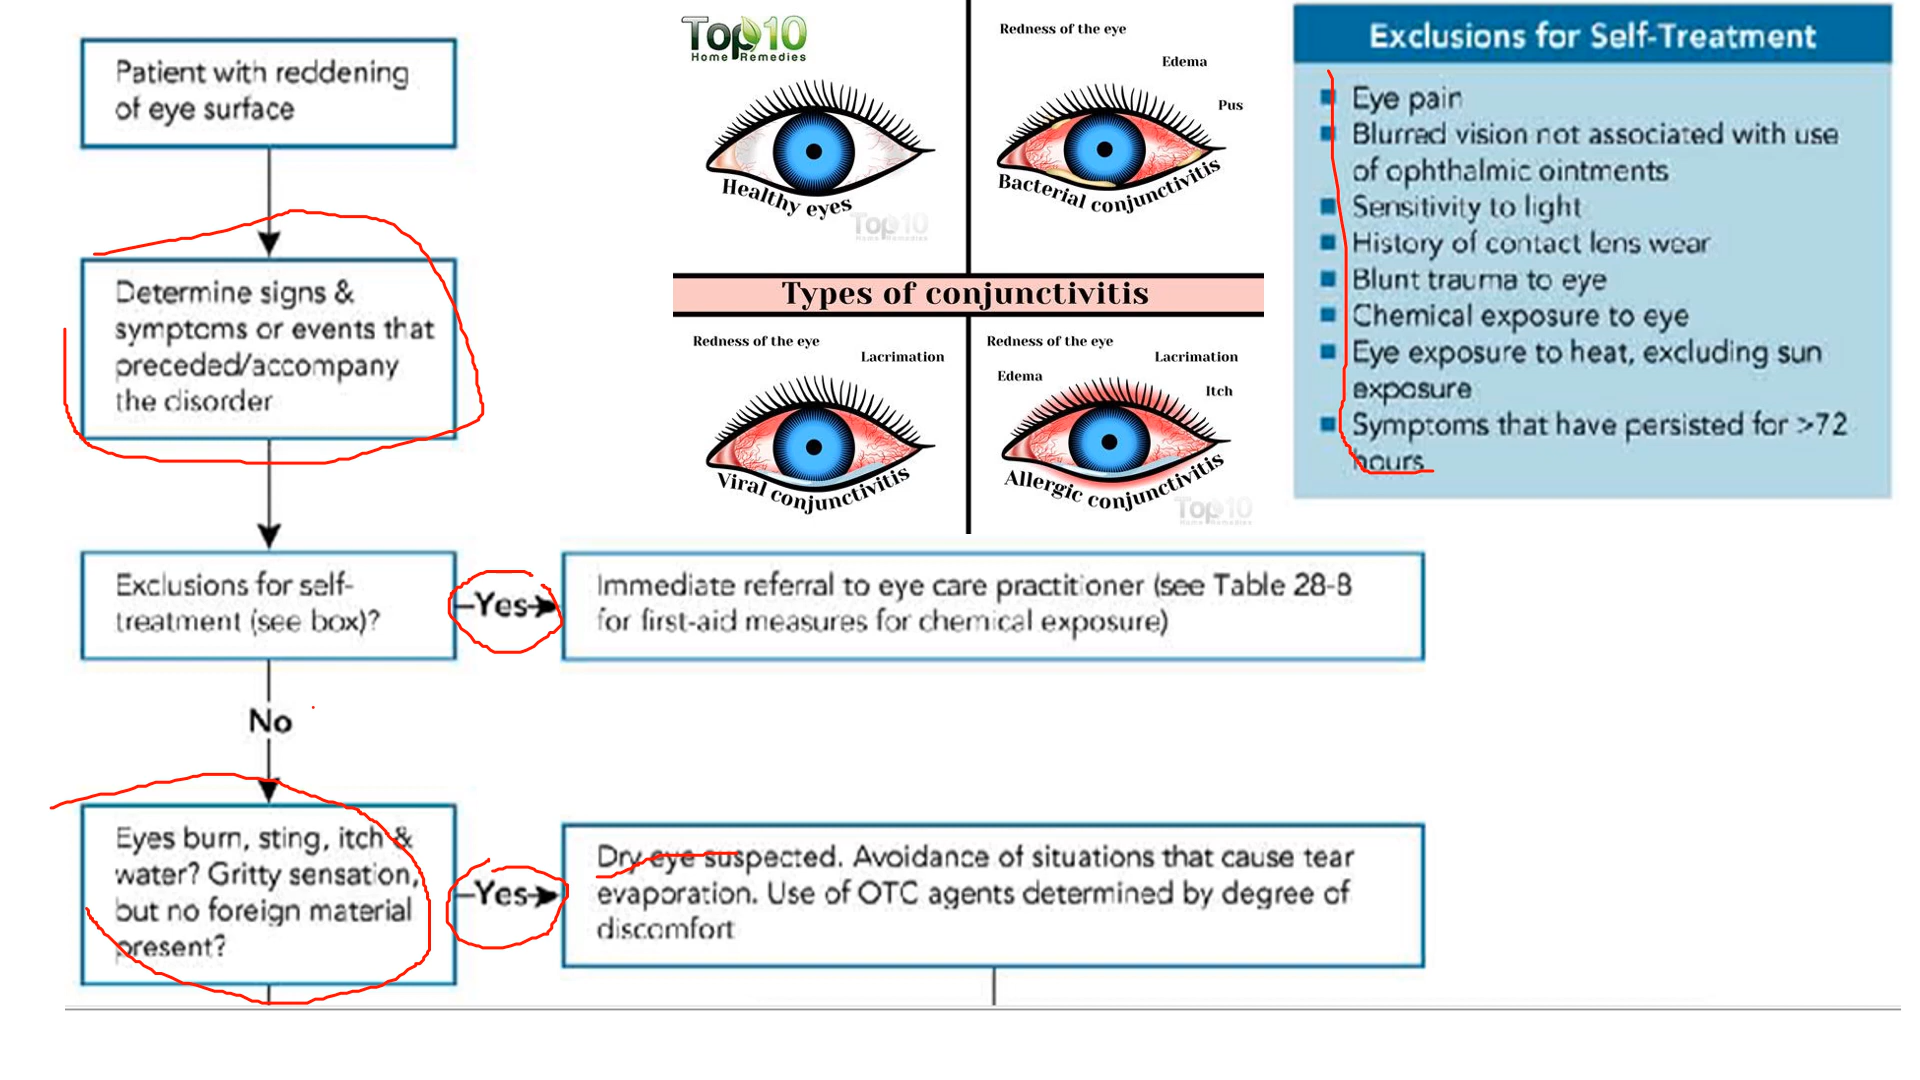 Patient with reddening
of eye surface
Determine signs &
symptoms or events that
preceded/accompany
the disorder
Exclusions for self-
treatment (see box)?
Yes
Immediate referral to eye care practitioner (see Table 28-8
for first-aid measures for chemical exposure)
No
Eyes burn, sting, itch &
water? Gritty sensation,
but no foreign material
present?
Yes
Dry eye suspected. Avoidance of situations that cause tear
evaporation. Use of OTC agents determined by degree of
discomfort
Top10
Home Remedies
Healthy eyes
Top10
Home Remedies
Redness of the eye
Edema
Pus
Bacterial conjunctivitis
Types of conjunctivitis
Redness of the eye
Lacrimation
Viral conjunctivitis
Redness of the eye
Lacrimation
Edema
Itch
Allergic conjunctivitis
Top10
Home Remedies
Exclusions for Self-Treatment
Eye pain
Blurred vision not associated with use
of ophthalmic ointments
Sensitivity to light
History of contact lens wear
Blunt trauma to eye
Chemical exposure to eye
Eye exposure to heat, excluding sun
exposure
Symptoms that have persisted for >72
hours